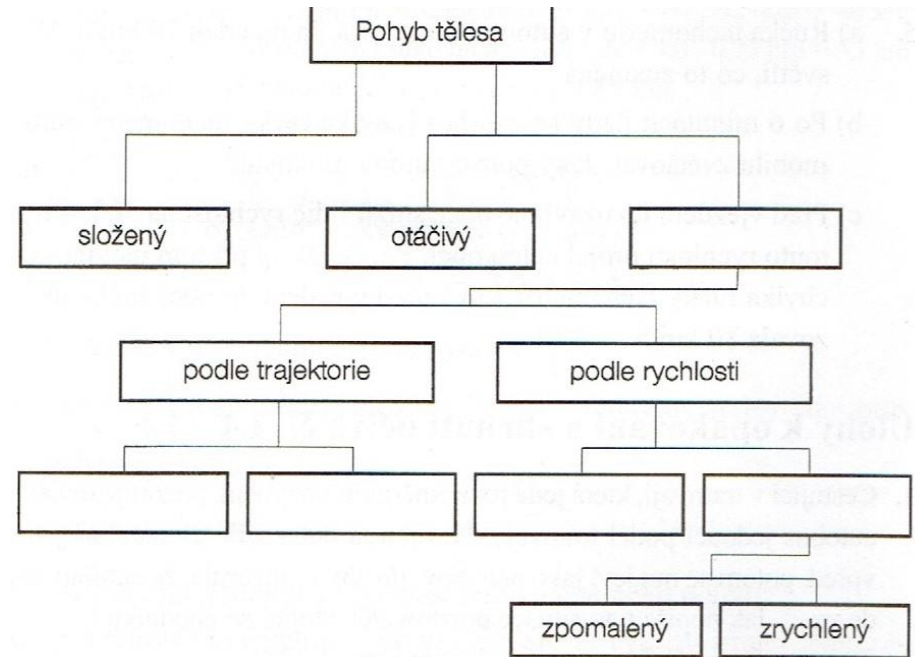 Pohyb tělesa
složený
otáčivý
podle trajektorie
podle rychlosti
zpomalený
zrychlený